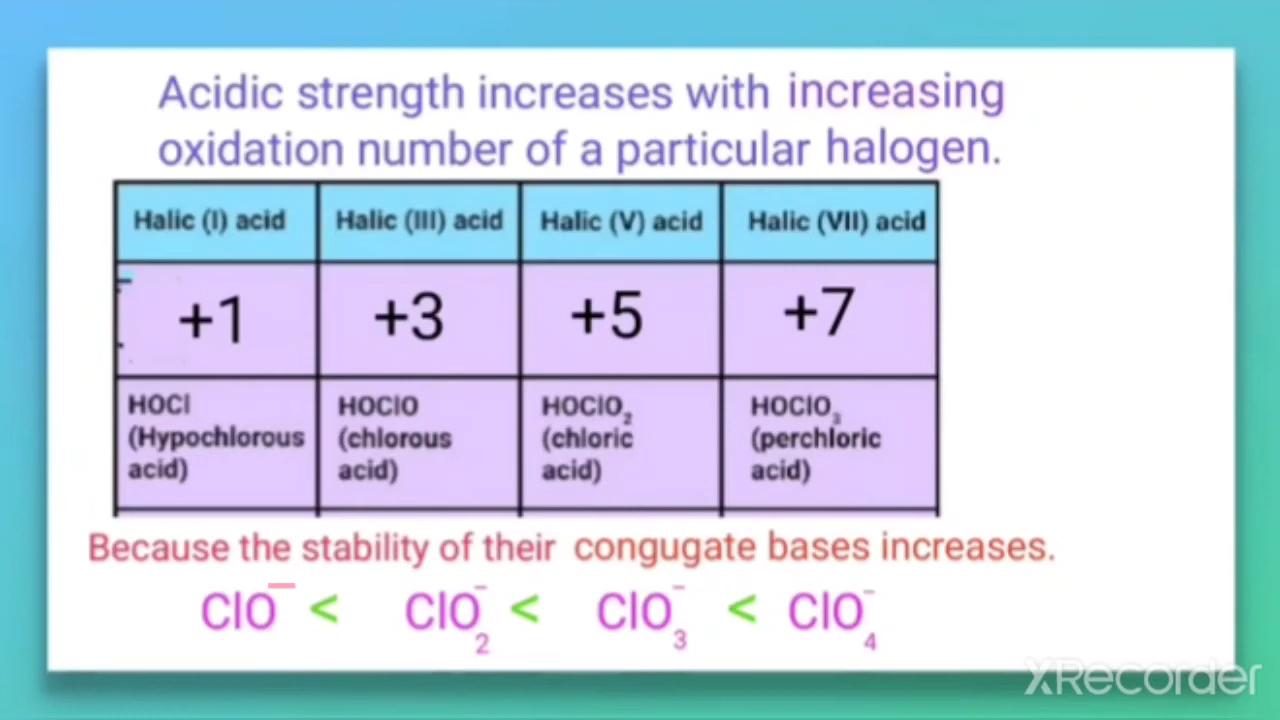 Acidic strength increases with increasing
oxidation number of a particular halogen.
Halic (I) acid Halic (III) acid Halic (V) acid Halic (VII) acid
+1 +3 +5 +7
HOCl HOClO HOClO₂ HOClO₃
(Hypochlorous (chlorous (chloric (perchloric
acid) acid) acid) acid)
Because the stability of their congugate bases increases.
ClO⁻ < ClO₂⁻ < ClO₃⁻ < ClO₄⁻
XRecorder